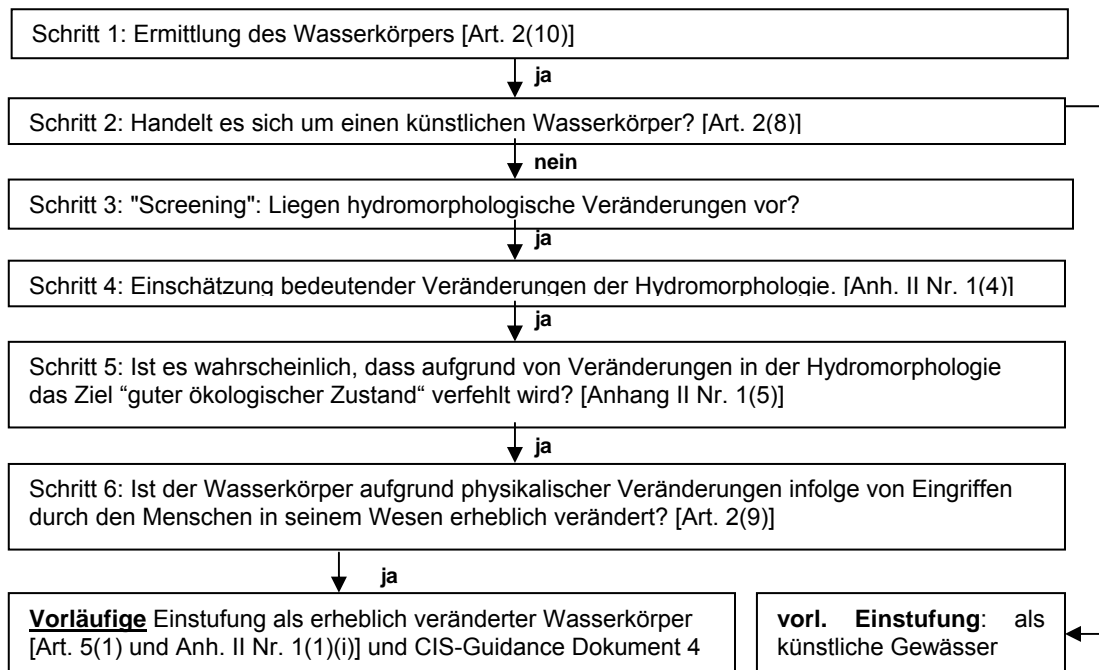 Schritt 1: Ermittlung des Wasserkörpers [Art. 2(10)]
ja
Schritt 2: Handelt es sich um einen künstlichen Wasserkörper? [Art. 2(8)]
nein
Schritt 3: "Screening": Liegen hydromorphologische Veränderungen vor?
ja
Schritt 4: Einschätzung bedeutender Veränderungen der Hydromorphologie. [Anh. II Nr. 1(4)]
ja
Schritt 5: Ist es wahrscheinlich, dass aufgrund von Veränderungen in der Hydromorphologie
das Ziel “guter ökologischer Zustand“ verfehlt wird? [Anhang II Nr. 1(5)]
ja
Schritt 6: Ist der Wasserkörper aufgrund physikalischer Veränderungen infolge von Eingriffen
durch den Menschen in seinem Wesen erheblich verändert? [Art. 2(9)]
ja
Vorläufige Einstufung als erheblich veränderter Wasserkörper
[Art. 5(1) und Anh. II Nr. 1(1)(i)] und CIS-Guidance Dokument 4
vorl. Einstufung: als
künstliche Gewässer